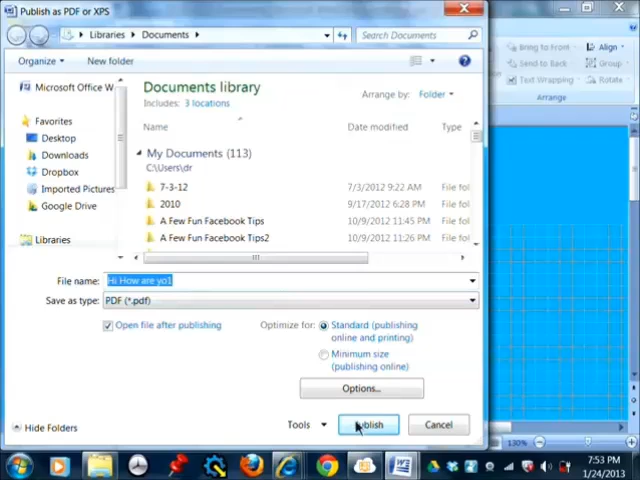 Publish as PDF or XPS
Libraries
Documents
Search Documents
Organize
New folder
Microsoft Office W
Favorites
Desktop
Downloads
Dropbox
Imported Pictures
Google Drive
Libraries
Documents library
Includes: 3 locations
Arrange by: Folder
Name Date modified Type
My Documents (113)
C:\Users\dr
7-3-12 7/3/2012 9:22 AM File fol
2010 9/17/2012 6:28 PM File fol
A Few Fun Facebook Tips 10/9/2012 11:45 PM File fol
A Few Fun Facebook Tips2 10/9/2012 11:26 PM File fol
File name: Hi How are yo1
Save as type: PDF (*.pdf)
Open file after publishing
Optimize for:
Standard (publishing
online and printing)
Minimum size
(publishing online)
Options...
Hide Folders
Tools
Publish
Cancel
Bring to Front
Send to Back
Text Wrapping
Align
Group
Rotate
Arrange
130%
7:53 PM
1/24/2013